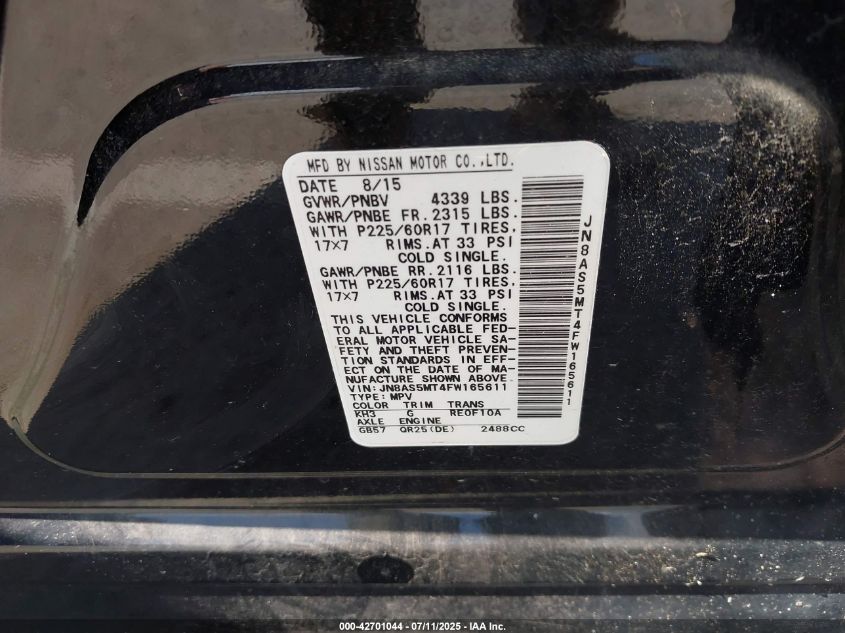 MFD BY NISSAN MOTOR CO.,LTD.
DATE 8/15
GVWR/PNBV 4339 LBS.
GAWR/PNBE FR. 2315 LBS.
WITH P225/60R17 TIRES,
17×7 RIMS.AT 33 PSI
COLD SINGLE.
GAWR/PNBE RR. 2116 LBS.
WITH P225/60R17 TIRES,
17×7 RIMS.AT 33 PSI
COLD SINGLE.
THIS VEHICLE CONFORMS
TO ALL APPLICABLE FED-
ERAL MOTOR VEHICLE SA-
FETY AND THEFT PREVEN-
TION STANDARDS IN EFF-
ECT ON THE DATE OF MA-
NUFACTURE SHOWN ABOVE.
VIN: JN8AS5MT4FW165611
TYPE: MPV
COLOR TRIM TRANS
KH3 G RE0F10A
AXLE ENGINE
GB57 QR25(DE) 2488CC
JN8AS5MT4FW165611
000-42701044 - 07/11/2025 - IAA Inc.